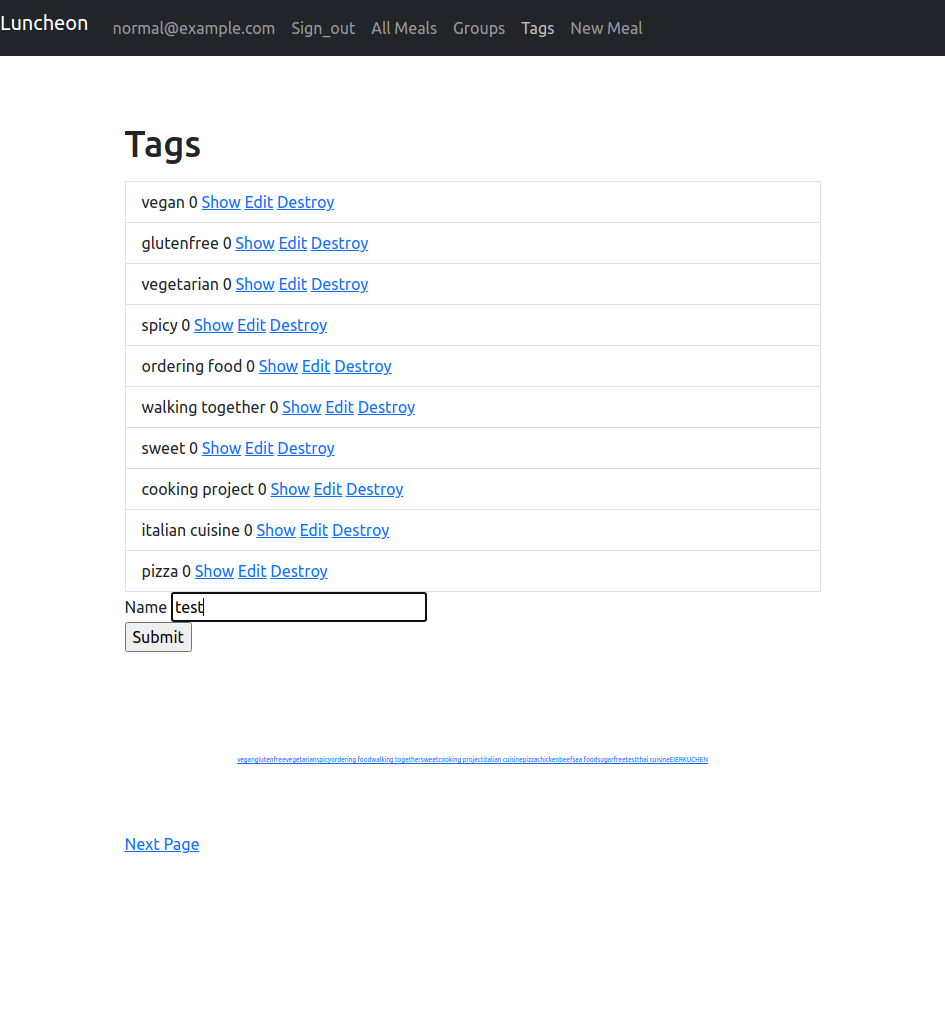 Luncheon normal@example.com Sign_out All Meals Groups Tags New Meal
Tags
vegan 0 Show Edit Destroy
glutenfree 0 Show Edit Destroy
vegetarian 0 Show Edit Destroy
spicy 0 Show Edit Destroy
ordering food 0 Show Edit Destroy
walking together 0 Show Edit Destroy
sweet 0 Show Edit Destroy
cooking project 0 Show Edit Destroy
italian cuisine 0 Show Edit Destroy
pizza 0 Show Edit Destroy
Name test
Submit
veganglutenfreevegetarianspicyordering foodwalking togethersweetcooking projectitalian cuisinepizzachickenbeefsea foodsugarfreetestthai cuisineEIERKUCHEN
Next Page